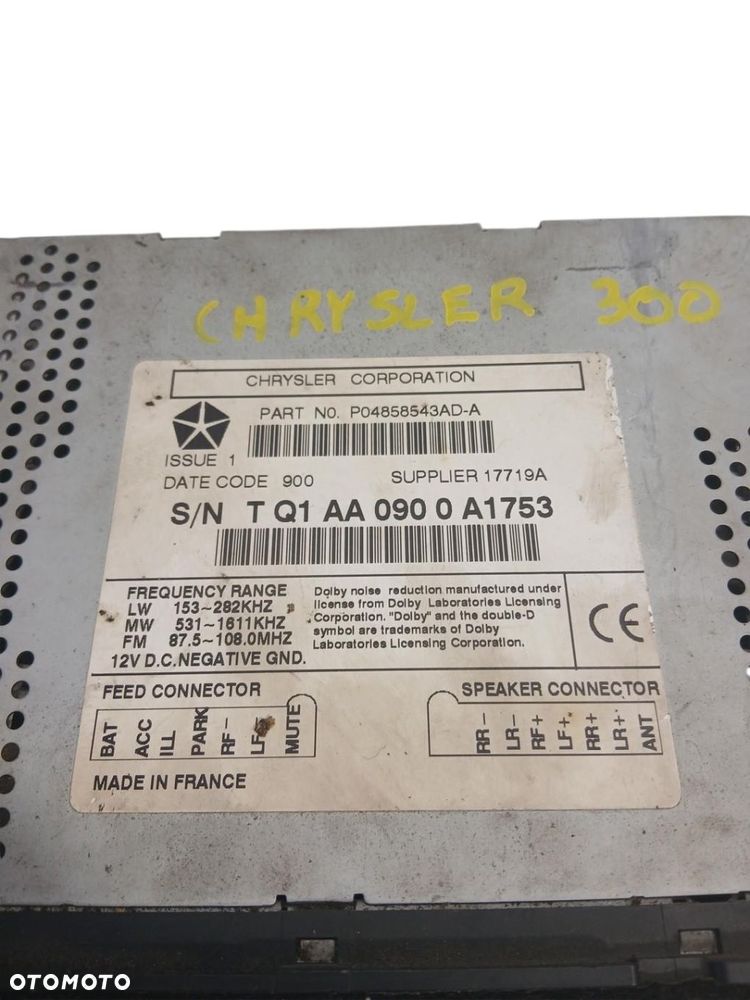 CHRYSLER 300
CHRYSLER CORPORATION
PART No. P04858543AD-A
ISSUE 1
DATE CODE 900 SUPPLIER 17719A
S/N T Q1 AA 090 0 A1753
FREQUENCY RANGE
LW 153~282KHZ
MW 531~1611KHZ
FM 87.5~108.0MHZ
12V D.C.NEGATIVE GND.
Dolby noise reduction manufactured under
license from Dolby Laboratories Licensing
Corporation. "Dolby" and the double-D
symbol are trademarks of Dolby
Laboratories Licensing Corporation.
CE
FEED CONNECTOR
BAT
ACC
ILL
PARK
RF-
LF-
MUTE
SPEAKER CONNECTOR
RR-
LR-
RF+
LF+
RR+
LR+
ANT
MADE IN FRANCE
OTOMOTO